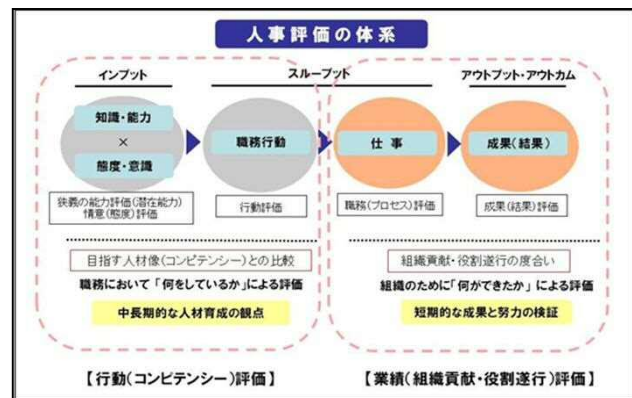 人事評価の体系
インプット
スループット
アウトプット・アウトカム
知識・能力
×
態度・意識
職務行動
仕事
成果(結果)
狭義の能力評価(潜在能力)
情意(態度)評価
行動評価
職務(プロセス)評価
成果(結果)評価
目指す人材像(コンピテンシー)との比較
職務において「何をしているか」による評価
中長期的な人材育成の観点
組織貢献・役割遂行の度合い
組織のために「何ができたか」による評価
短期的な成果と努力の検証
【行動(コンピテンシー)評価】
【業績(組織貢献・役割遂行)評価】